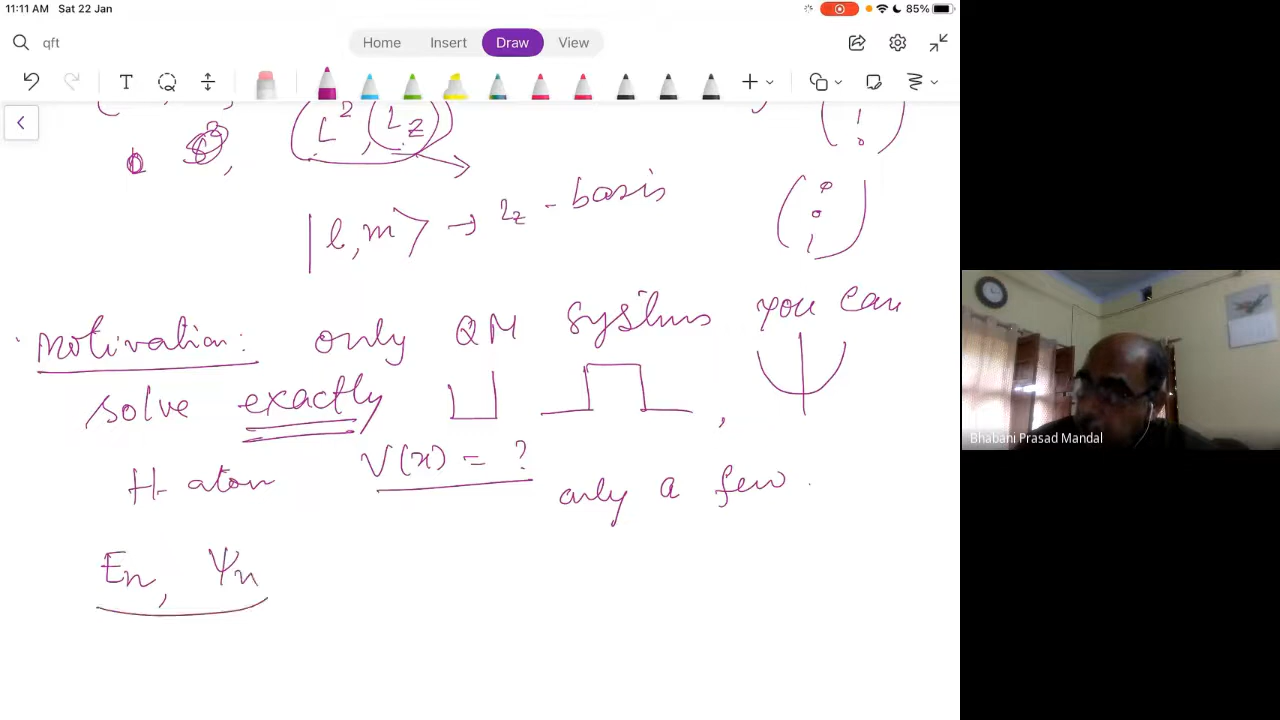 11:11 AM Sat 22 Jan
85%
qft
Home Insert Draw View
T
L², Lz
|l, m⟩ → Lz - basis
Motivation: only QM systems you can
solve exactly
,
H-atom V(x) = ? only a few.
En, ψn
Bhabani Prasad Mandal